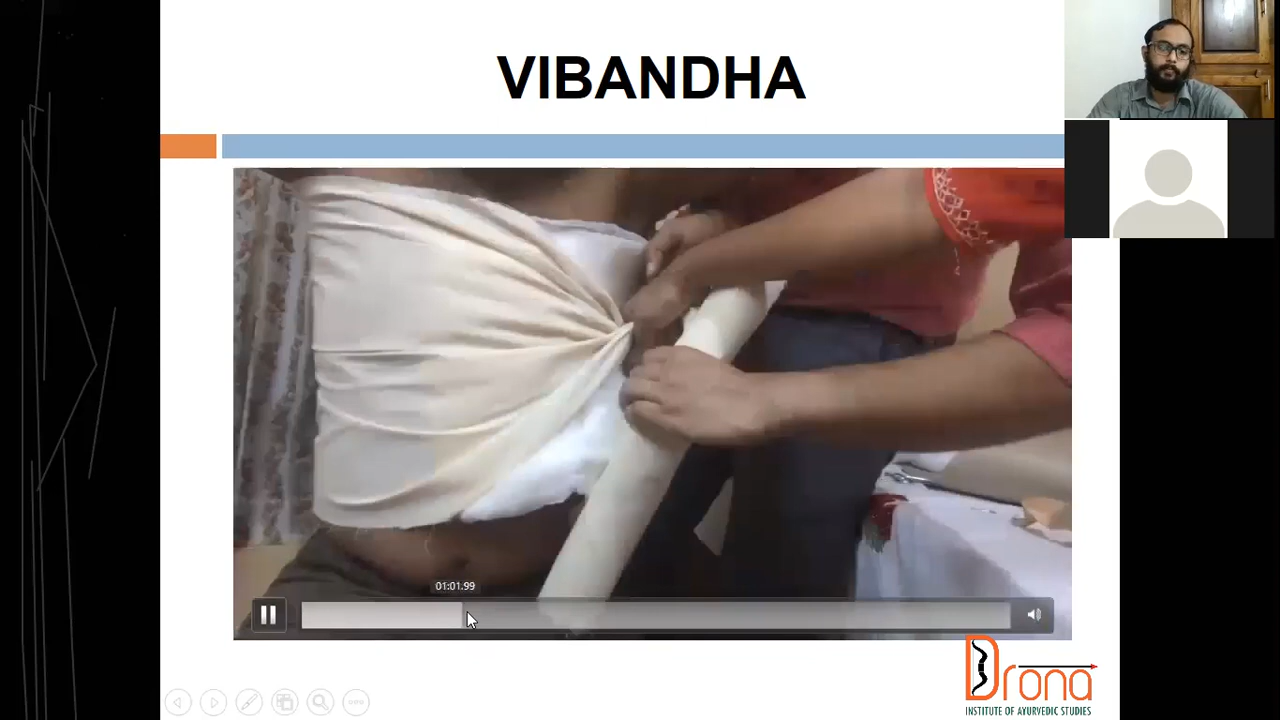 VIBANDHA
01:01.99
Drona
INSTITUTE OF AYURVEDIC STUDIES